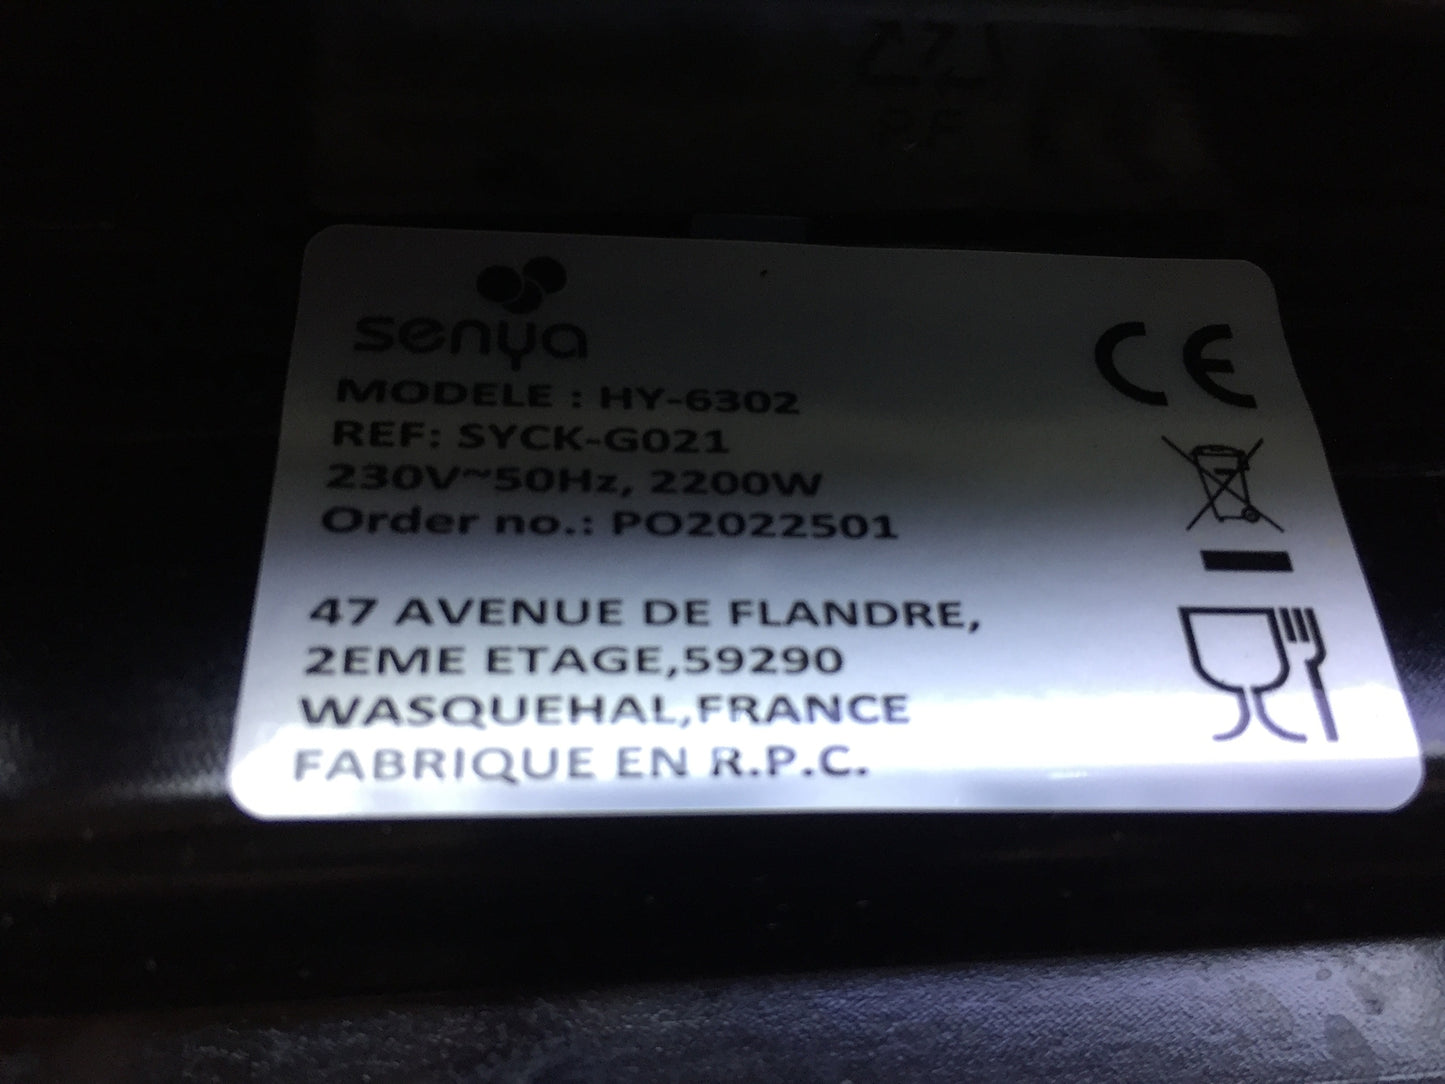 PP
senya
MODELE : HY-6302
REF: SYCK-G021
230V~50Hz, 2200W
Order no.: PO2022501
CE
47 AVENUE DE FLANDRE,
2EME ETAGE,59290
WASQUEHAL,FRANCE
FABRIQUE EN R.P.C.